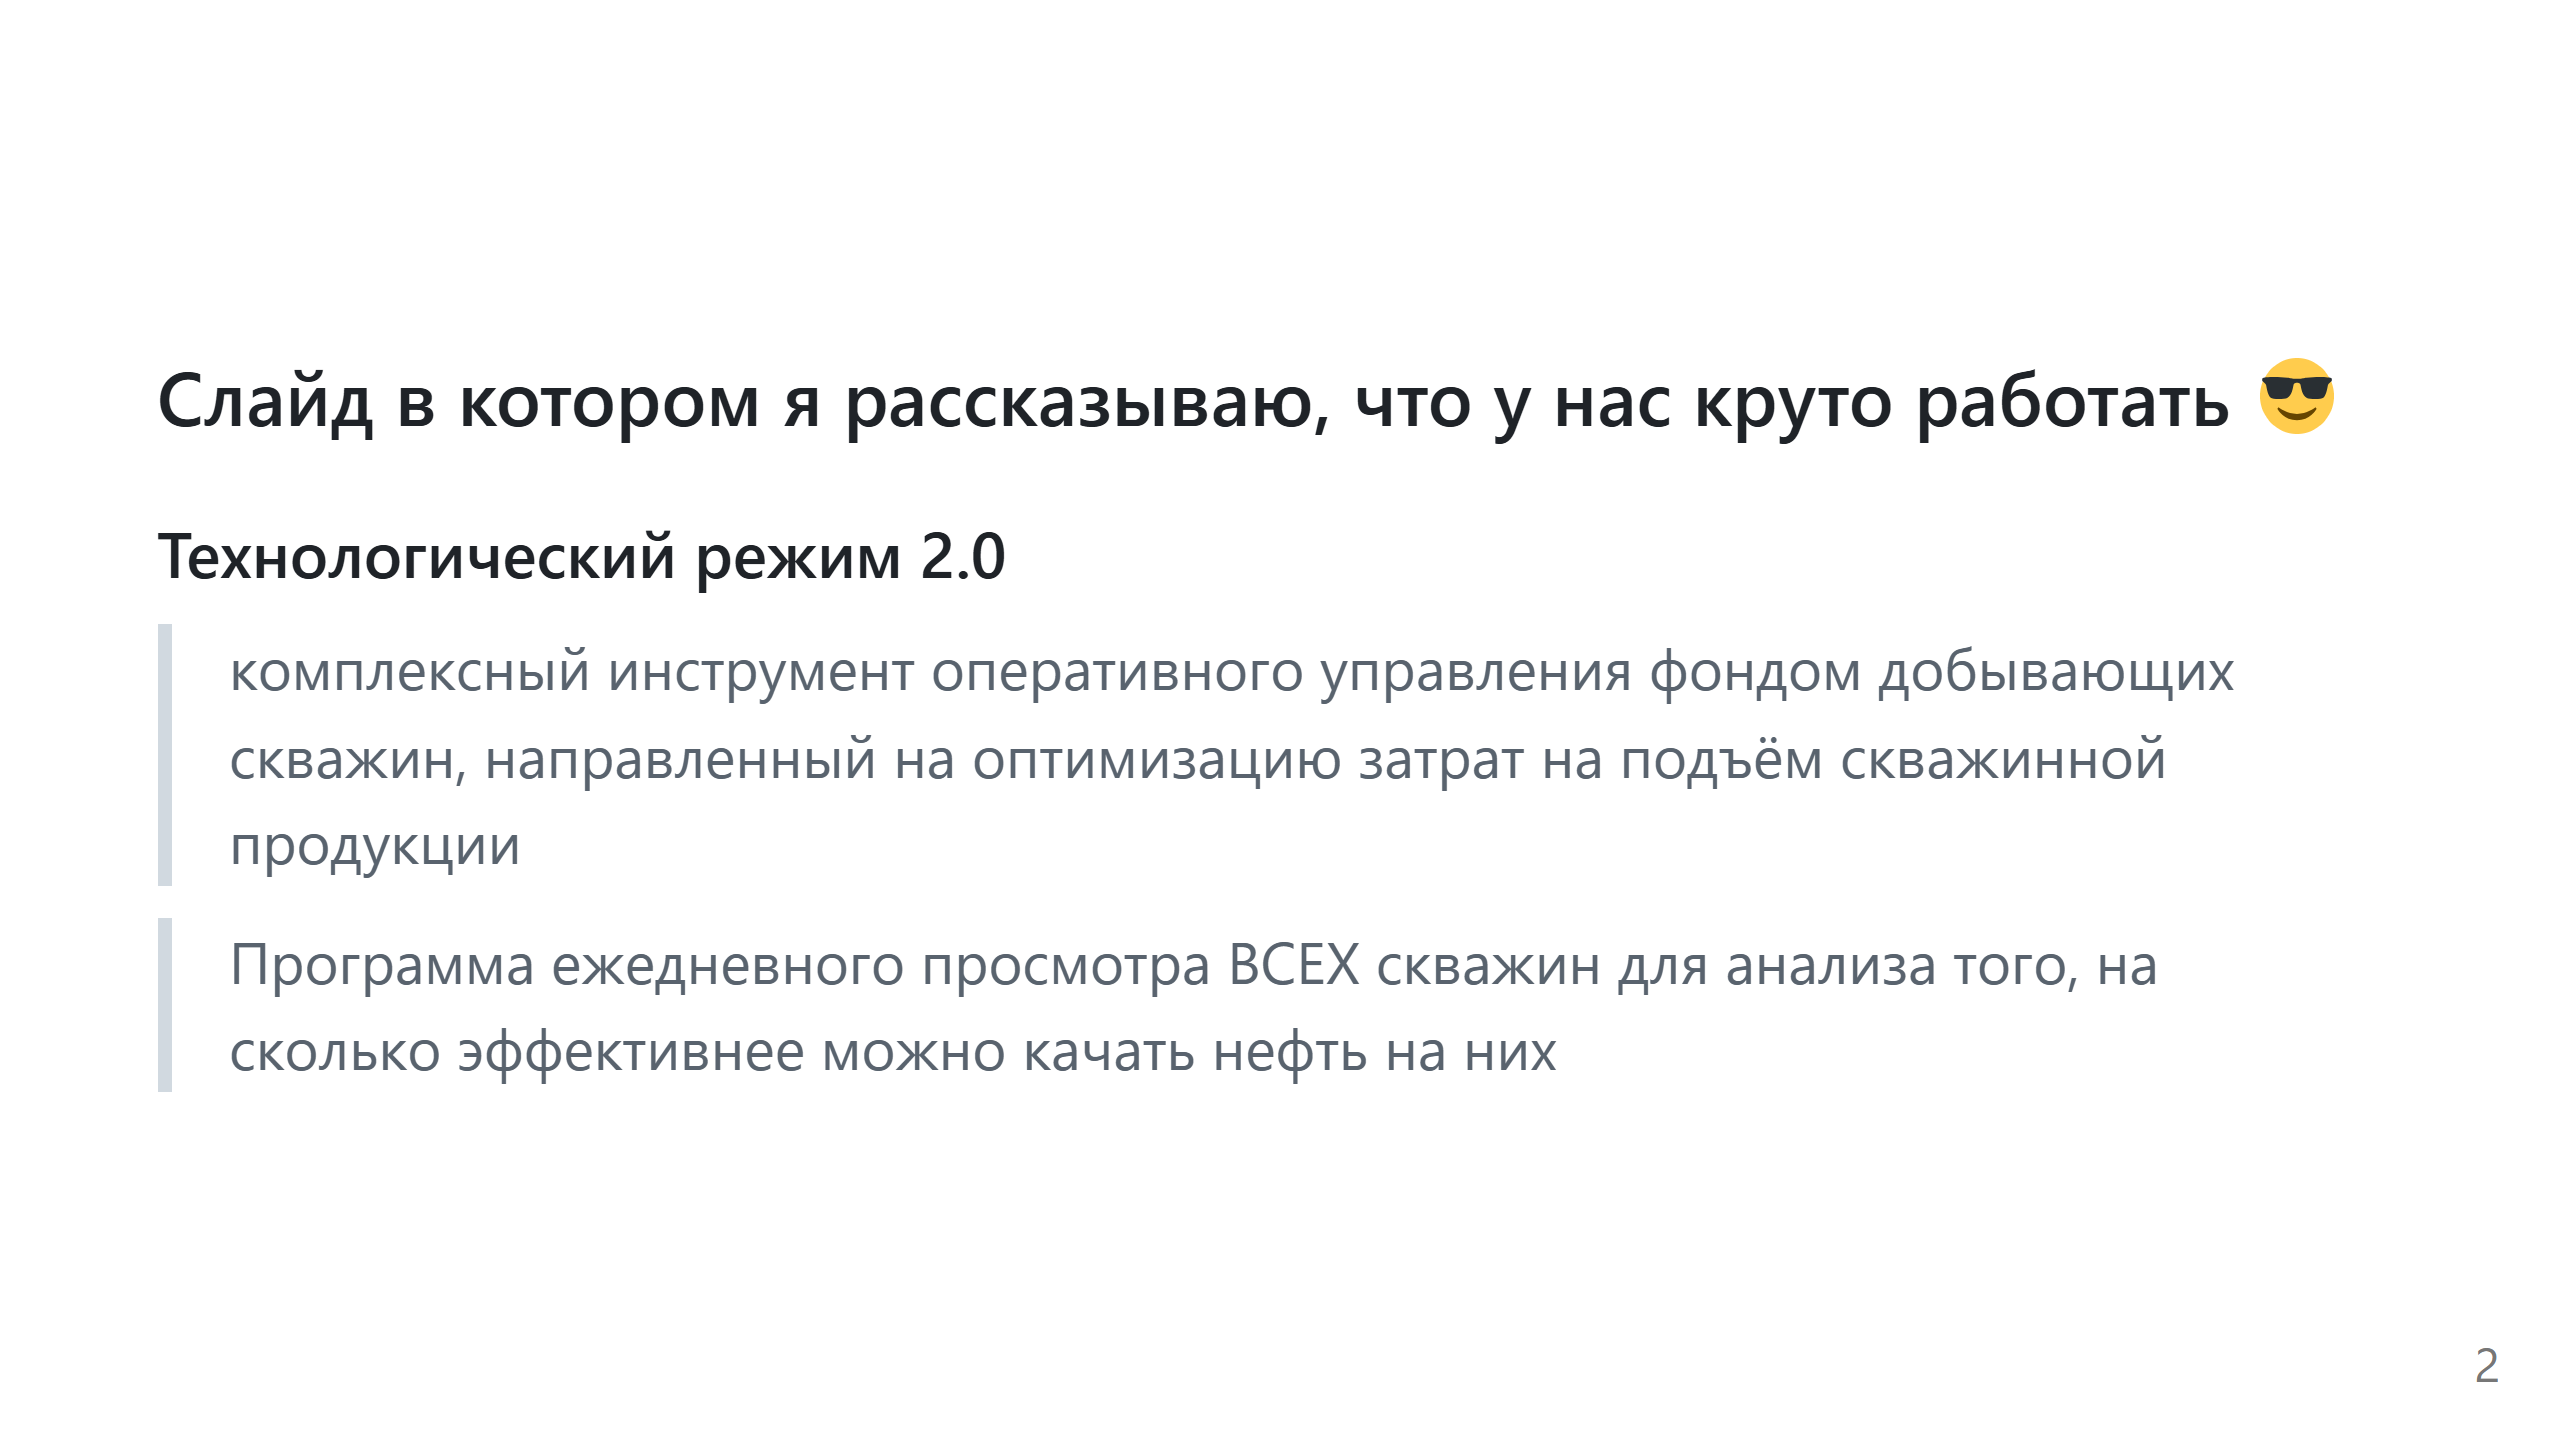 Слайд в котором я рассказываю, что у нас круто работать 😎
Технологический режим 2.0
комплексный инструмент оперативного управления фондом добывающих
скважин, направленный на оптимизацию затрат на подъём скважинной
продукции
Программа ежедневного просмотра ВСЕХ скважин для анализа того, на
сколько эффективнее можно качать нефть на них
2